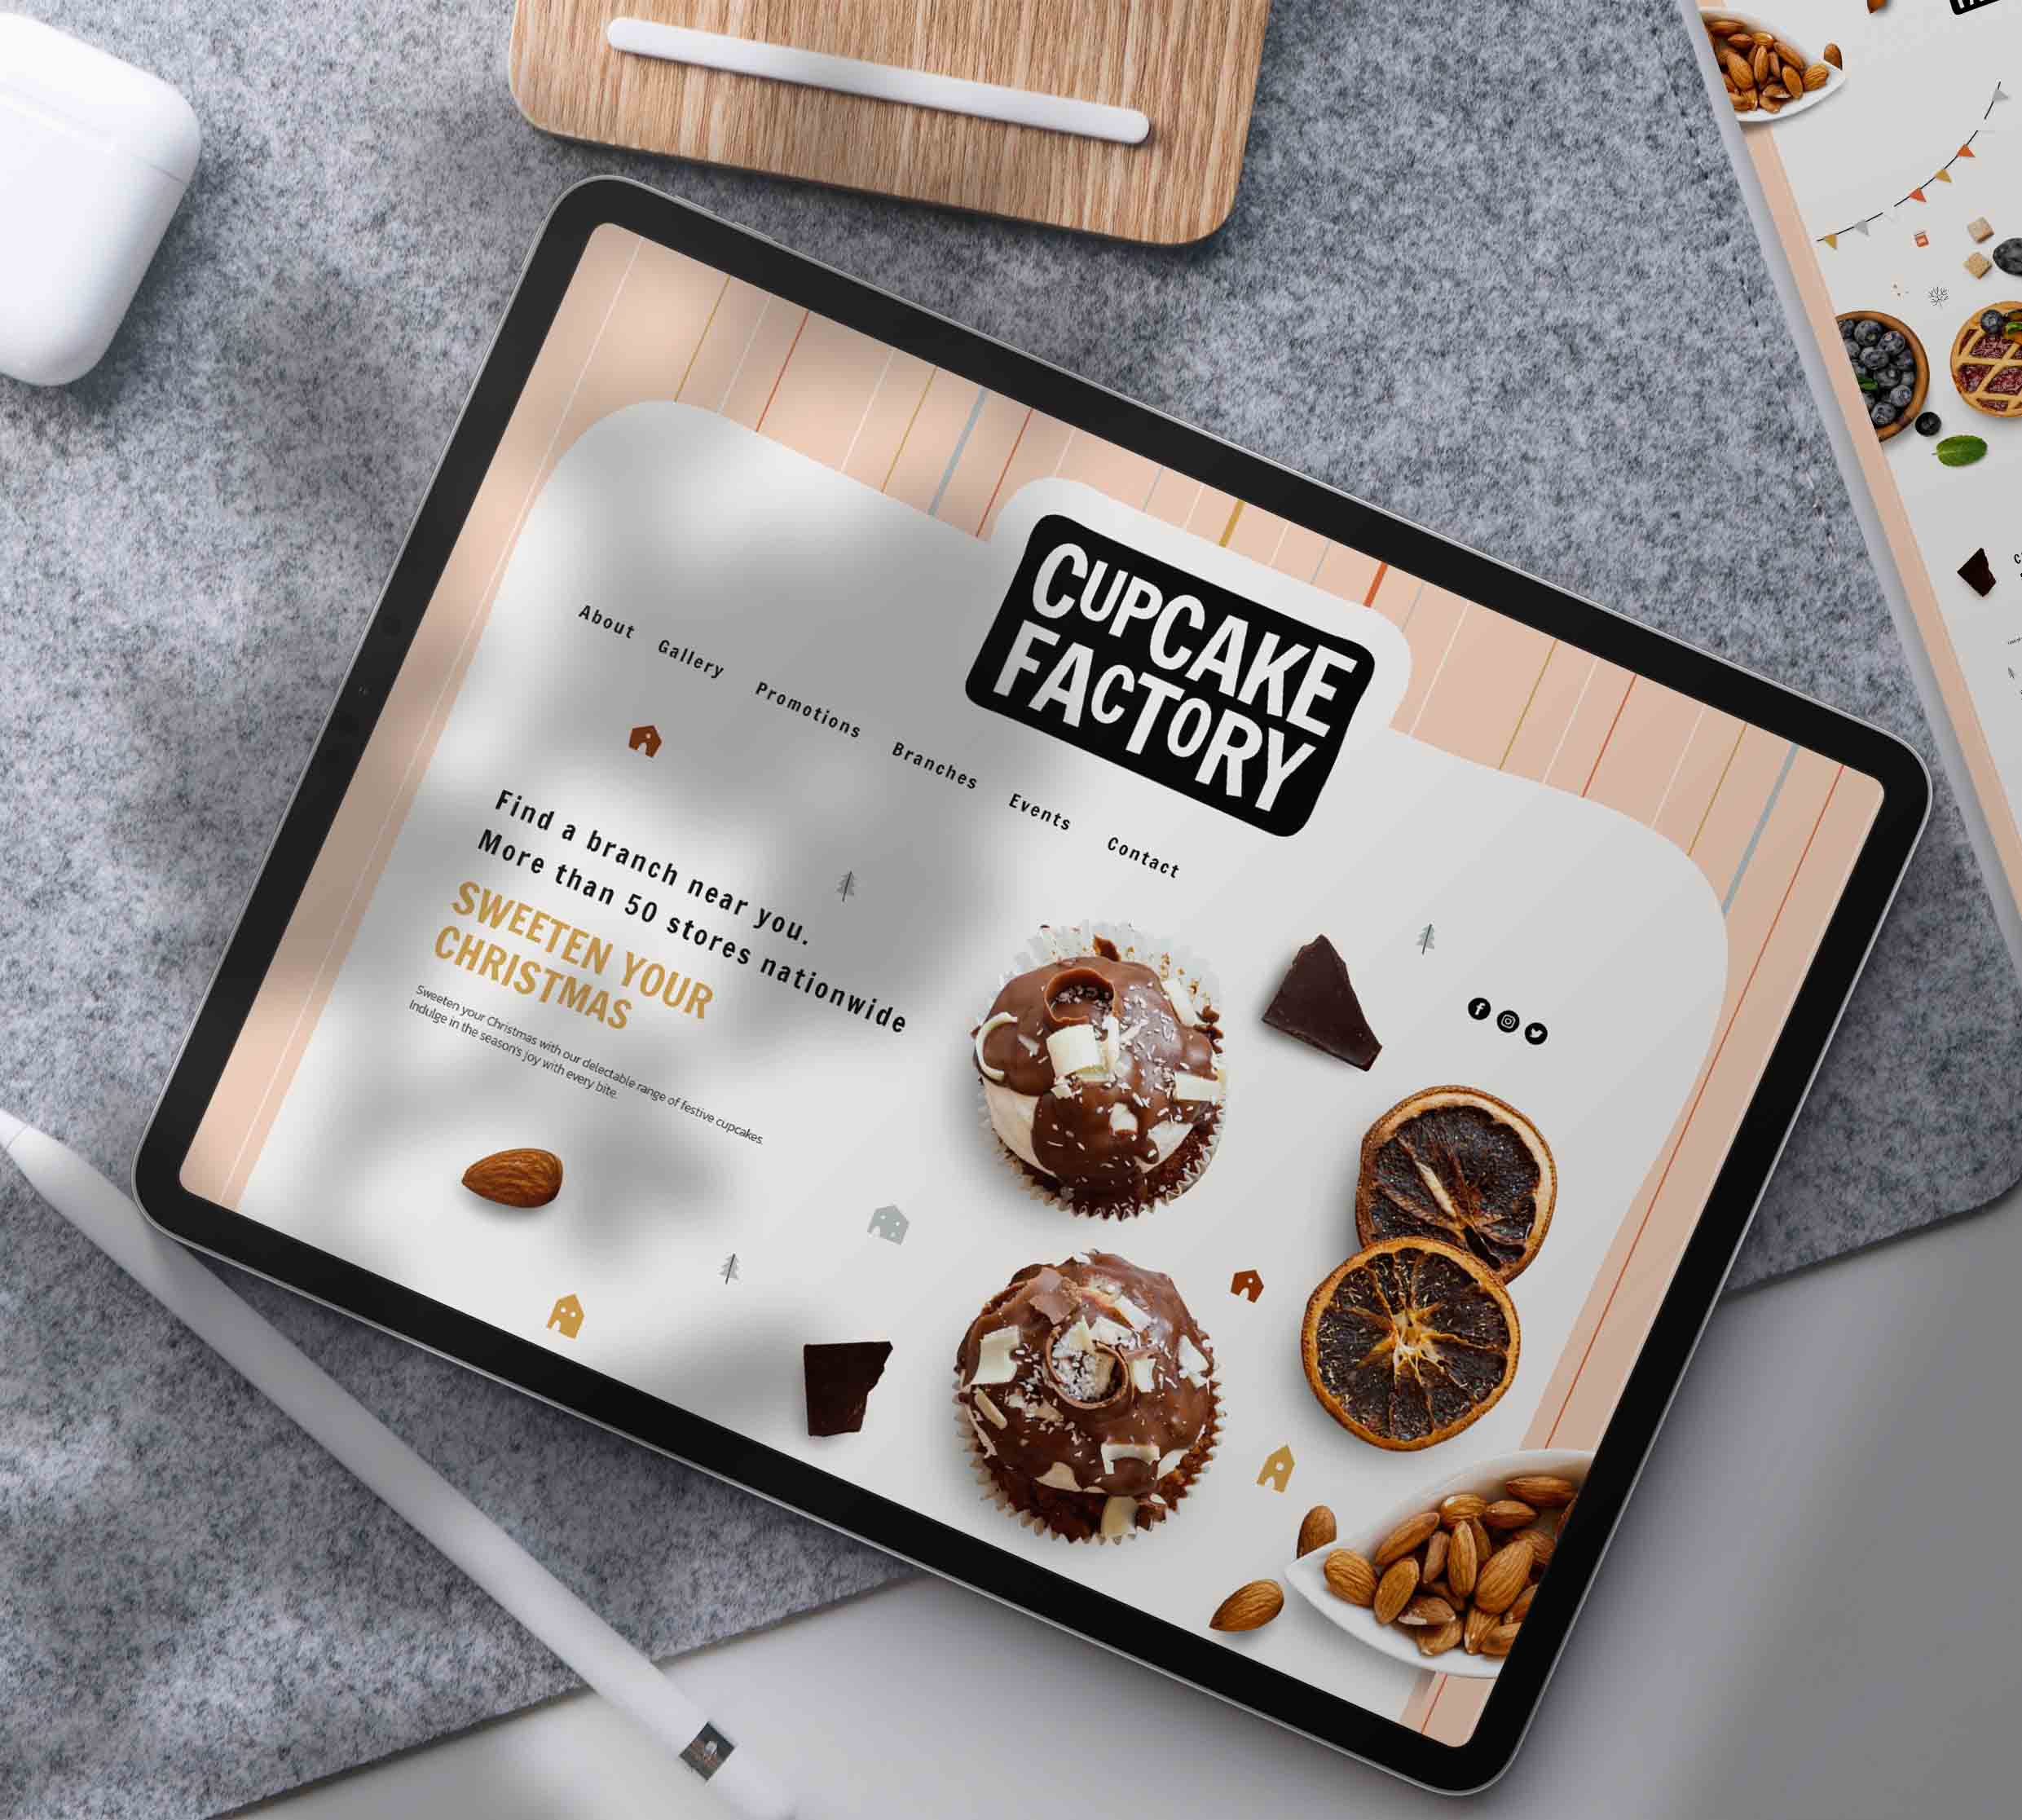 CUPCAKE
FACTORY
About Gallery Promotions Branches Events Contact
Find a branch near you.
More than 50 stores nationwide
SWEETEN YOUR
CHRISTMAS
Sweeten your Christmas with our delectable range of festive cupcakes.
Indulge in the season's joy with every bite.